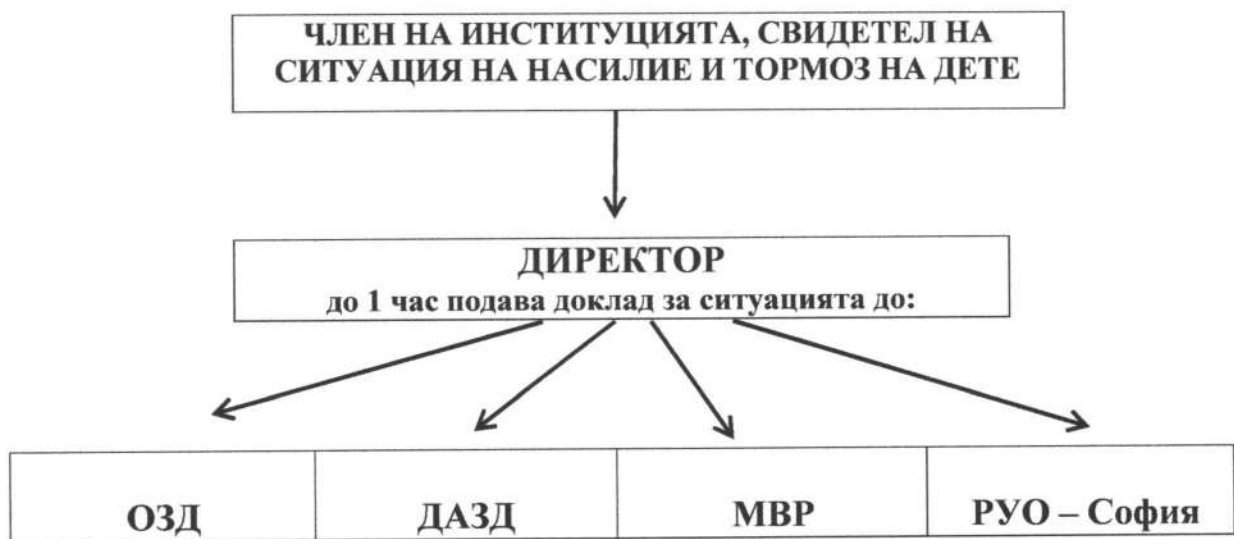 ЧЛЕН НА ИНСТИТУЦИЯТА, СВИДЕТЕЛ НА
СИТУАЦИЯ НА НАСИЛИЕ И ТОРМОЗ НА ДЕТЕ
ДИРЕКТОР
до 1 час подава доклад за ситуацията до:
ОЗД ДАЗД МВР РУО – София